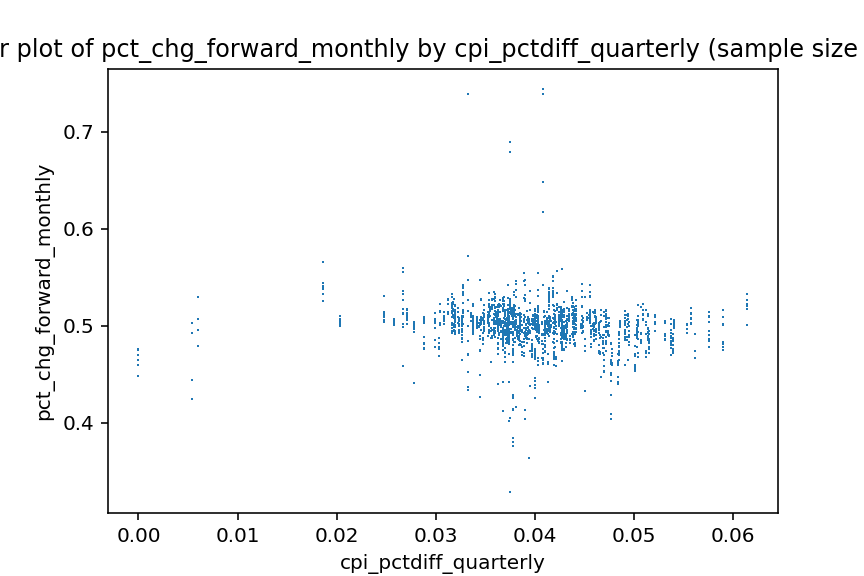 r plot of pct_chg_forward_monthly by cpi_pctdiff_quarterly (sample size
0.7
0.6
0.5
0.4
pct_chg_forward_monthly
0.00 0.01 0.02 0.03 0.04 0.05 0.06
cpi_pctdiff_quarterly